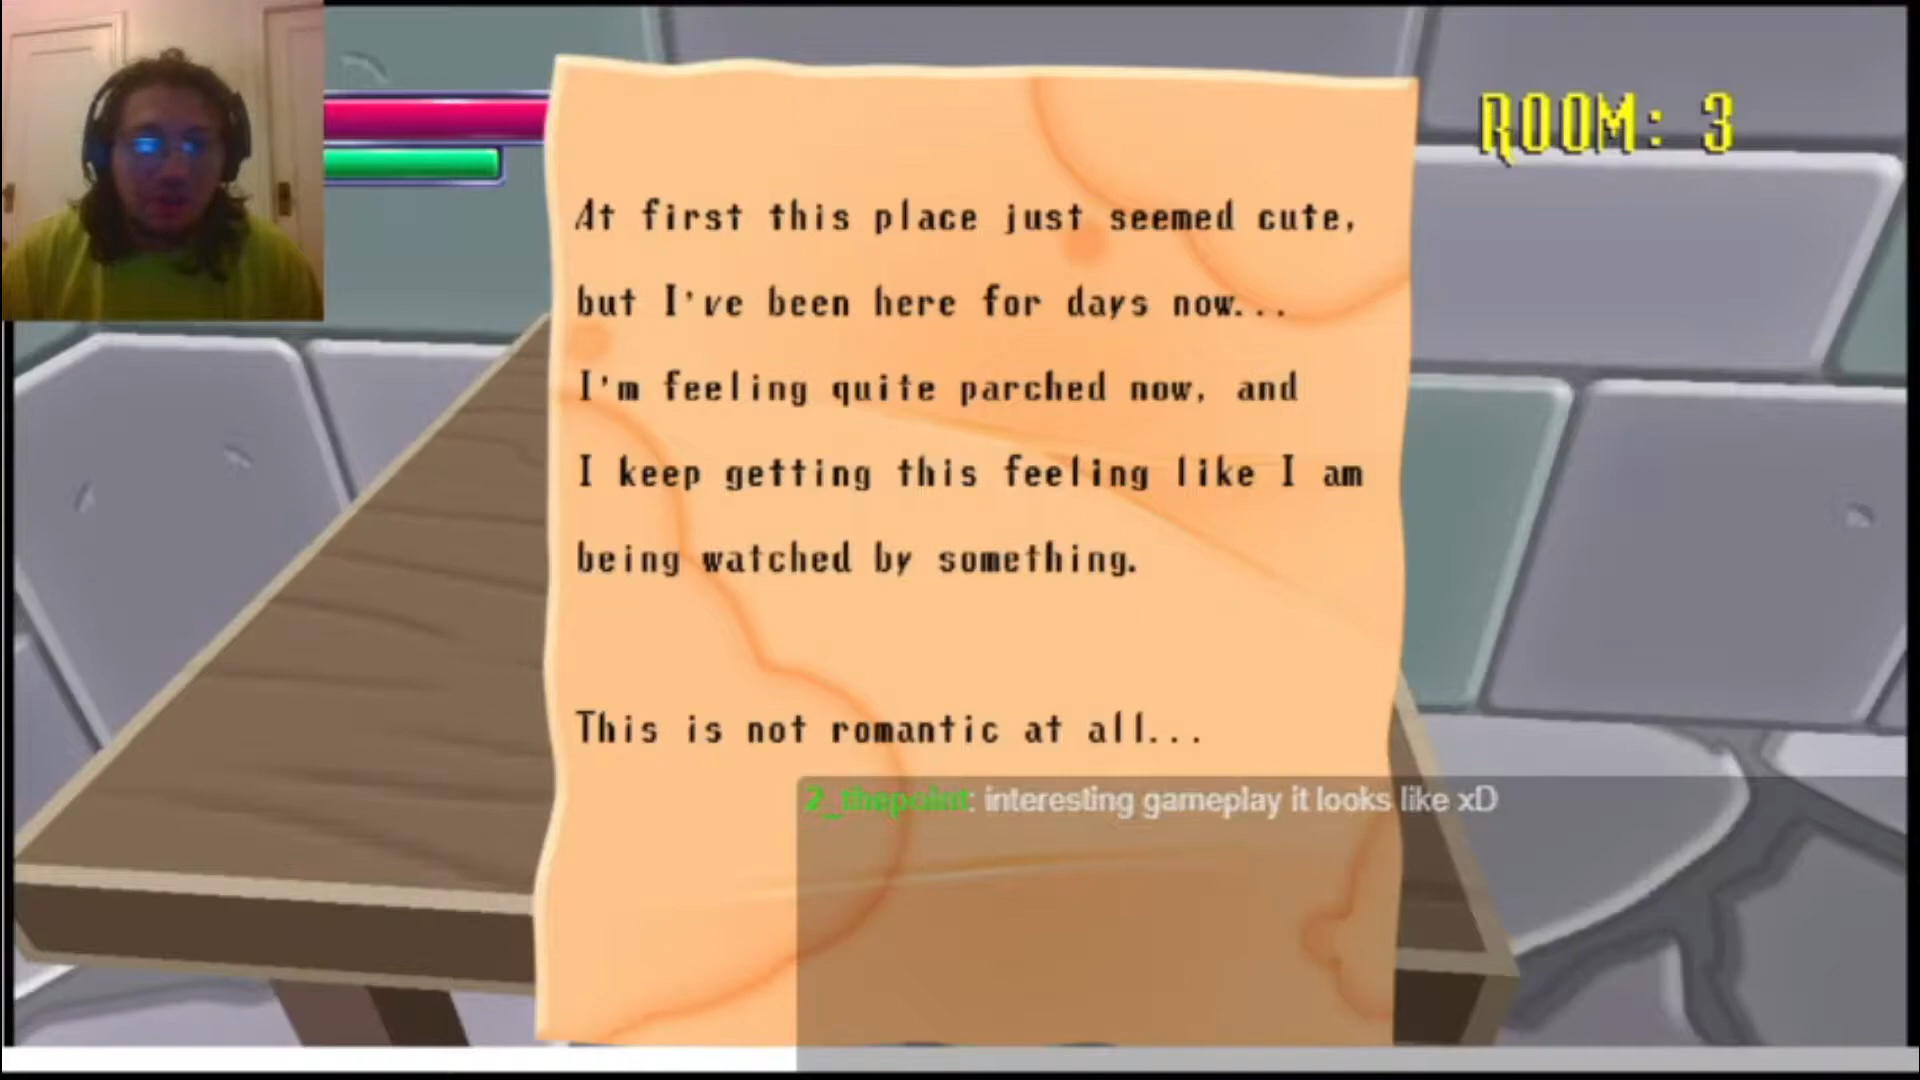 ROOM: 3
At first this place just seemed cute,
but I've been here for days now...
I'm feeling quite parched now, and
I keep getting this feeling like I am
being watched by something.
This is not romantic at all...
2_thepoint: interesting gameplay it looks like xD